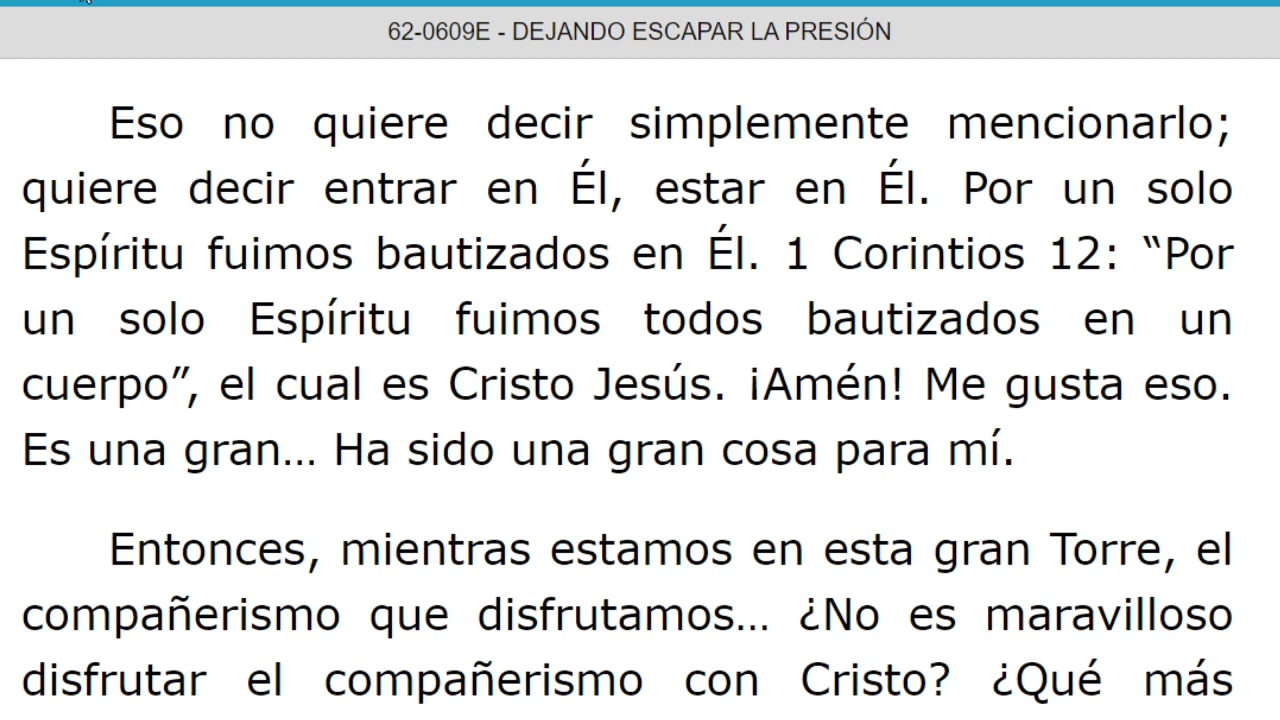 62-0609E - DEJANDO ESCAPAR LA PRESIÓN
Eso no quiere decir simplemente mencionarlo;
quiere decir entrar en Él, estar en Él. Por un solo
Espíritu fuimos bautizados en Él. 1 Corintios 12: “Por
un solo Espíritu fuimos todos bautizados en un
cuerpo”, el cual es Cristo Jesús. ¡Amén! Me gusta eso.
Es una gran… Ha sido una gran cosa para mí.
Entonces, mientras estamos en esta gran Torre, el
compañerismo que disfrutamos… ¿No es maravilloso
disfrutar el compañerismo con Cristo? ¿Qué más